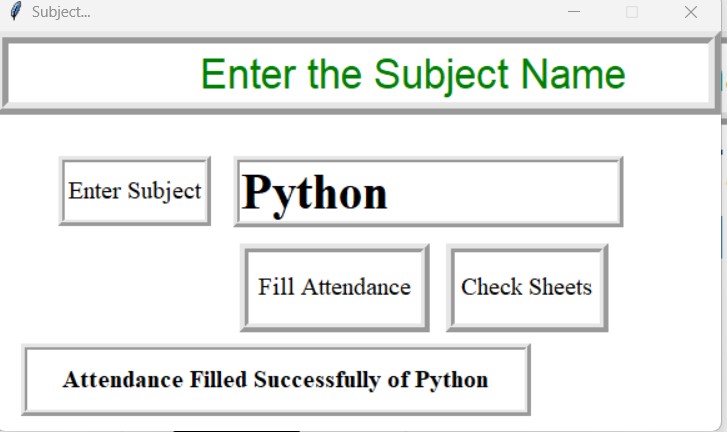 Subject...
Enter the Subject Name
Enter Subject Python
Fill Attendance Check Sheets
Attendance Filled Successfully of Python